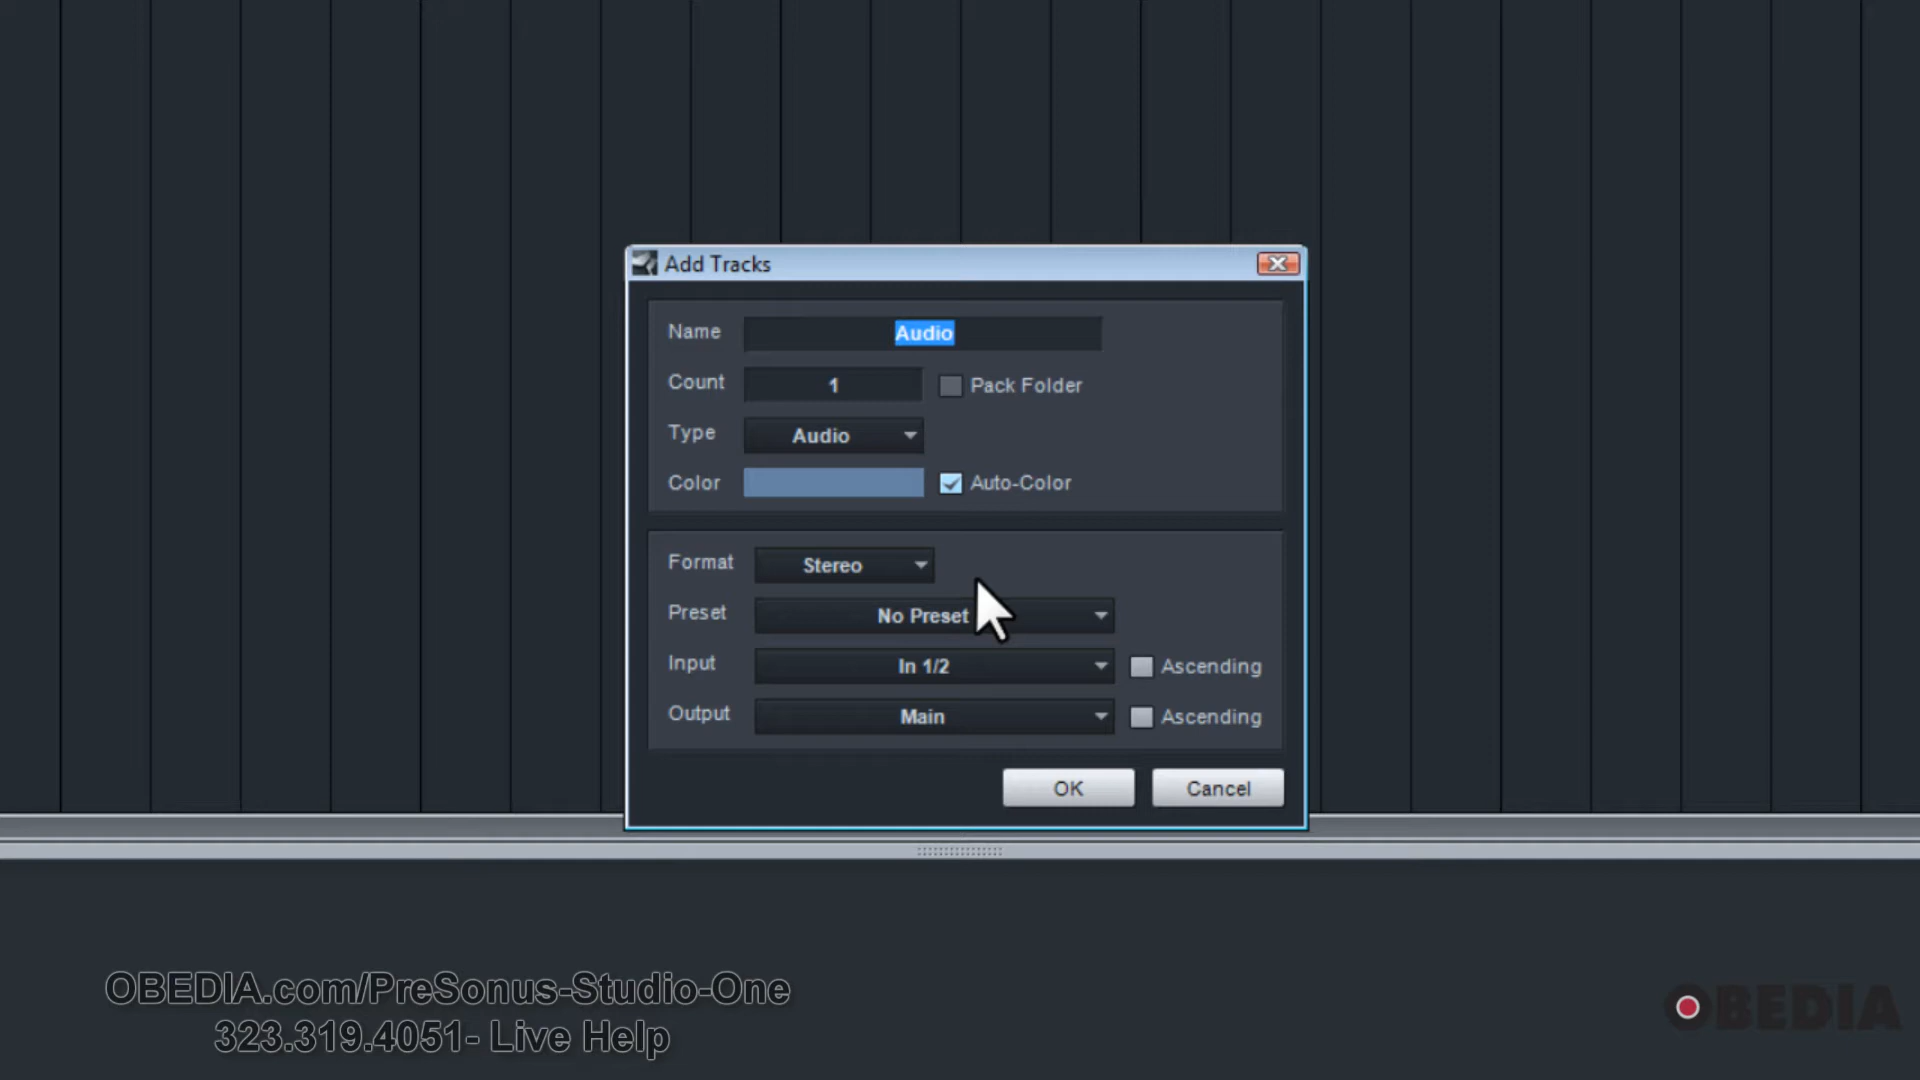 Add Tracks
Name Audio
Count 1 Pack Folder
Type Audio
Color Auto-Color
Format Stereo
Preset No Preset
Input In 1/2 Ascending
Output Main Ascending
OK Cancel
OBEDIA.com/PreSonus-Studio-One
323.319.4051- Live Help
OBEDIA